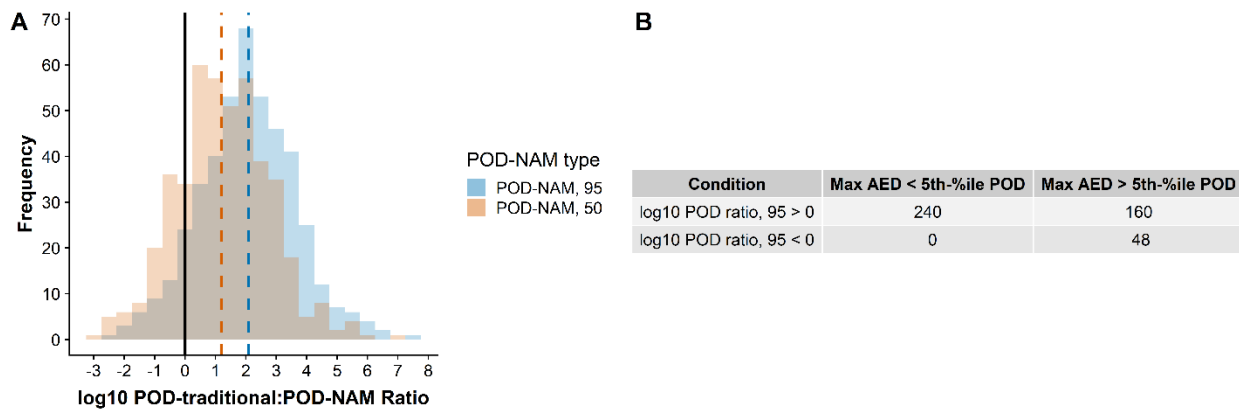 A
70
60
50
40
30
20
10
0
Frequency
-3 -2 -1 0 1 2 3 4 5 6 7 8
log10 POD-traditional:POD-NAM Ratio
POD-NAM type
POD-NAM, 95
POD-NAM, 50
B
Condition Max AED < 5th-%ile POD Max AED > 5th-%ile POD
log10 POD ratio, 95 > 0 240 160
log10 POD ratio, 95 < 0 0 48